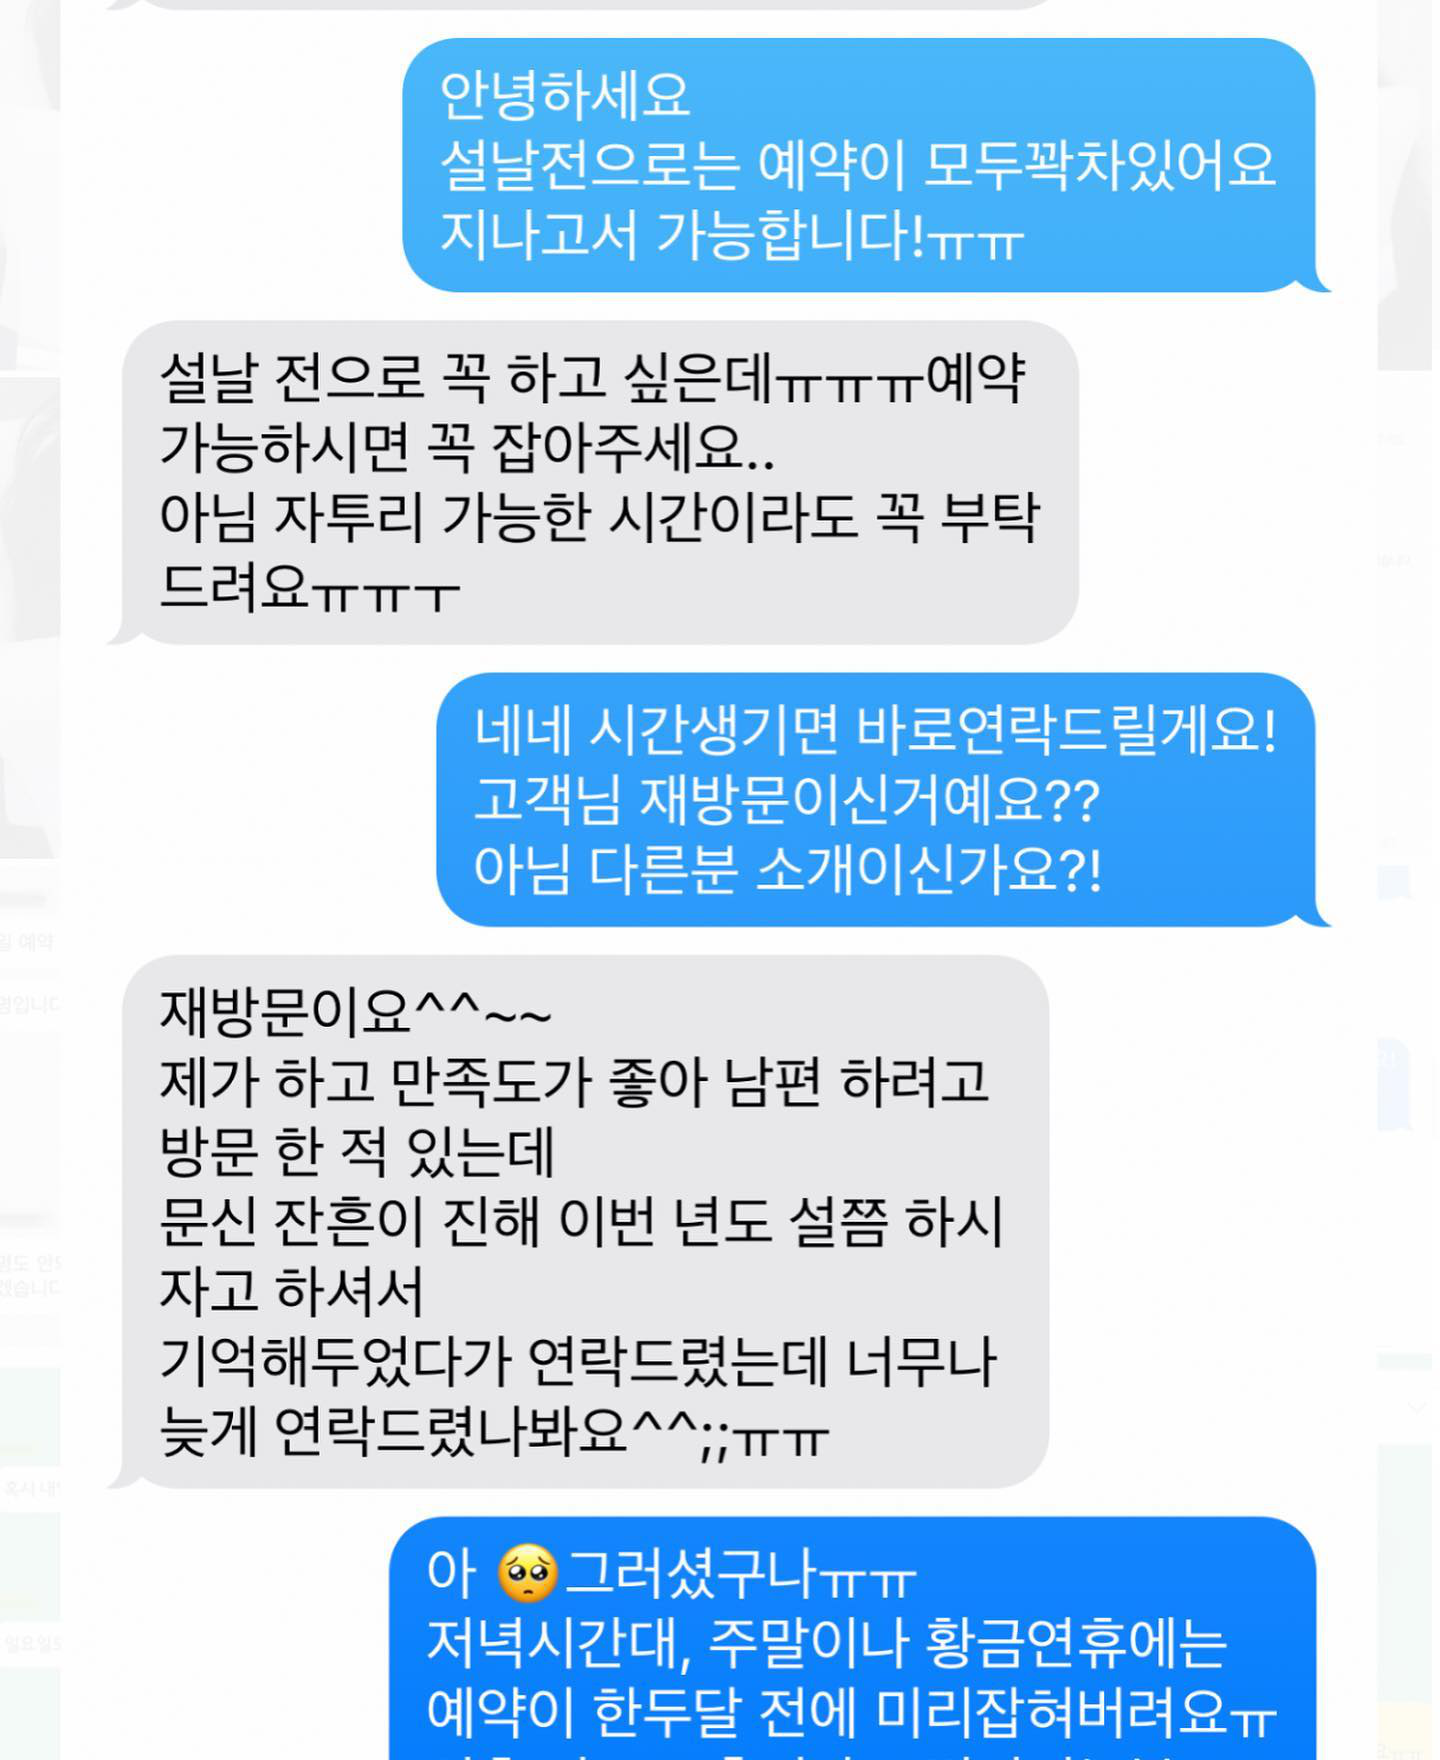 안녕하세요
설날전으로는 예약이 모두꽉차있어요
지나고서 가능합니다!ㅠㅠ
설날 전으로 꼭 하고 싶은데ㅠㅠㅠ예약
가능하시면 꼭 잡아주세요..
아님 자투리 가능한 시간이라도 꼭 부탁
드려요ㅠㅠㅜ
네네 시간생기면 바로연락드릴게요!
고객님 재방문이신거예요??
아님 다른분 소개이신가요?!
재방문이요^^~~
제가 하고 만족도가 좋아 남편 하려고
방문 한 적 있는데
문신 잔흔이 진해 이번 년도 설쯤 하시
자고 하셔서
기억해두었다가 연락드렸는데 너무나
늦게 연락드렸나봐요^^;;ㅠㅠ
아 🥺그러셨구나ㅠㅠ
저녁시간대, 주말이나 황금연휴에는
예약이 한두달 전에 미리잡혀버려요ㅠ